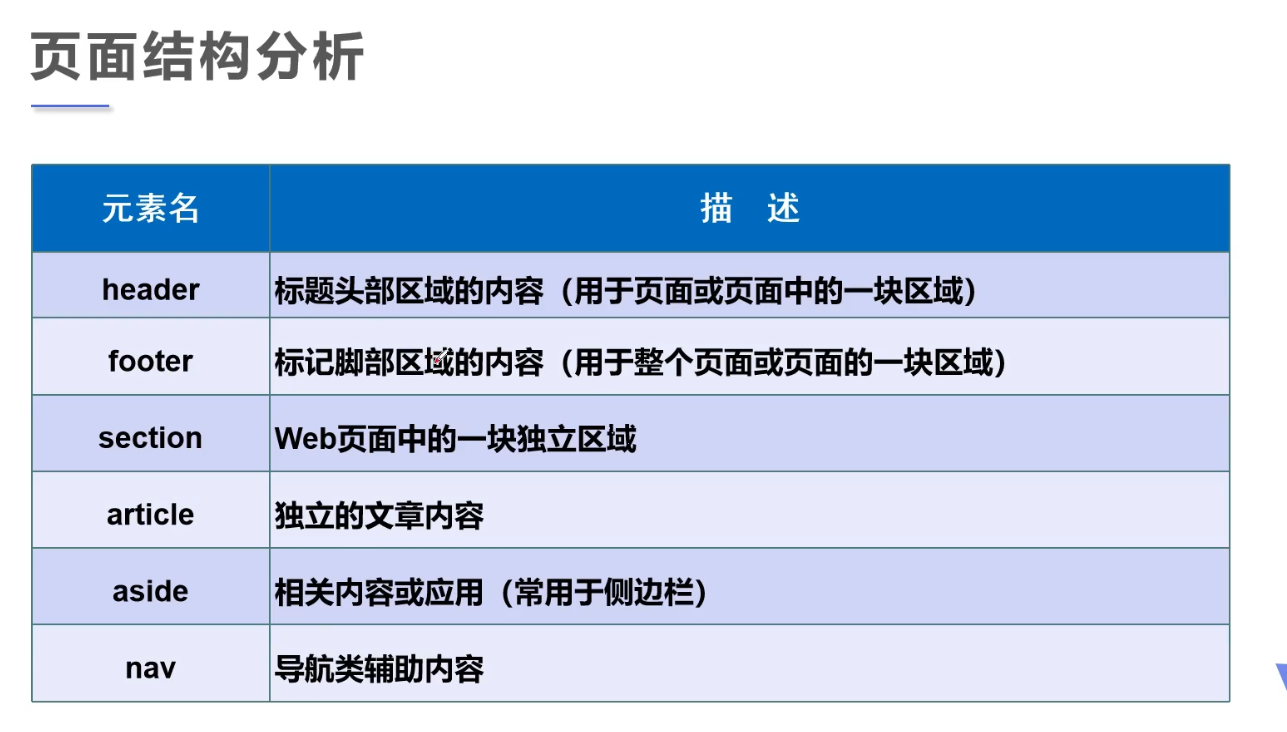 页面结构分析
元素名 描 述
header 标题头部区域的内容（用于页面或页面中的一块区域）
footer 标记脚部区域的内容（用于整个页面或页面的一块区域）
section Web页面中的一块独立区域
article 独立的文章内容
aside 相关内容或应用（常用于侧边栏）
nav 导航类辅助内容